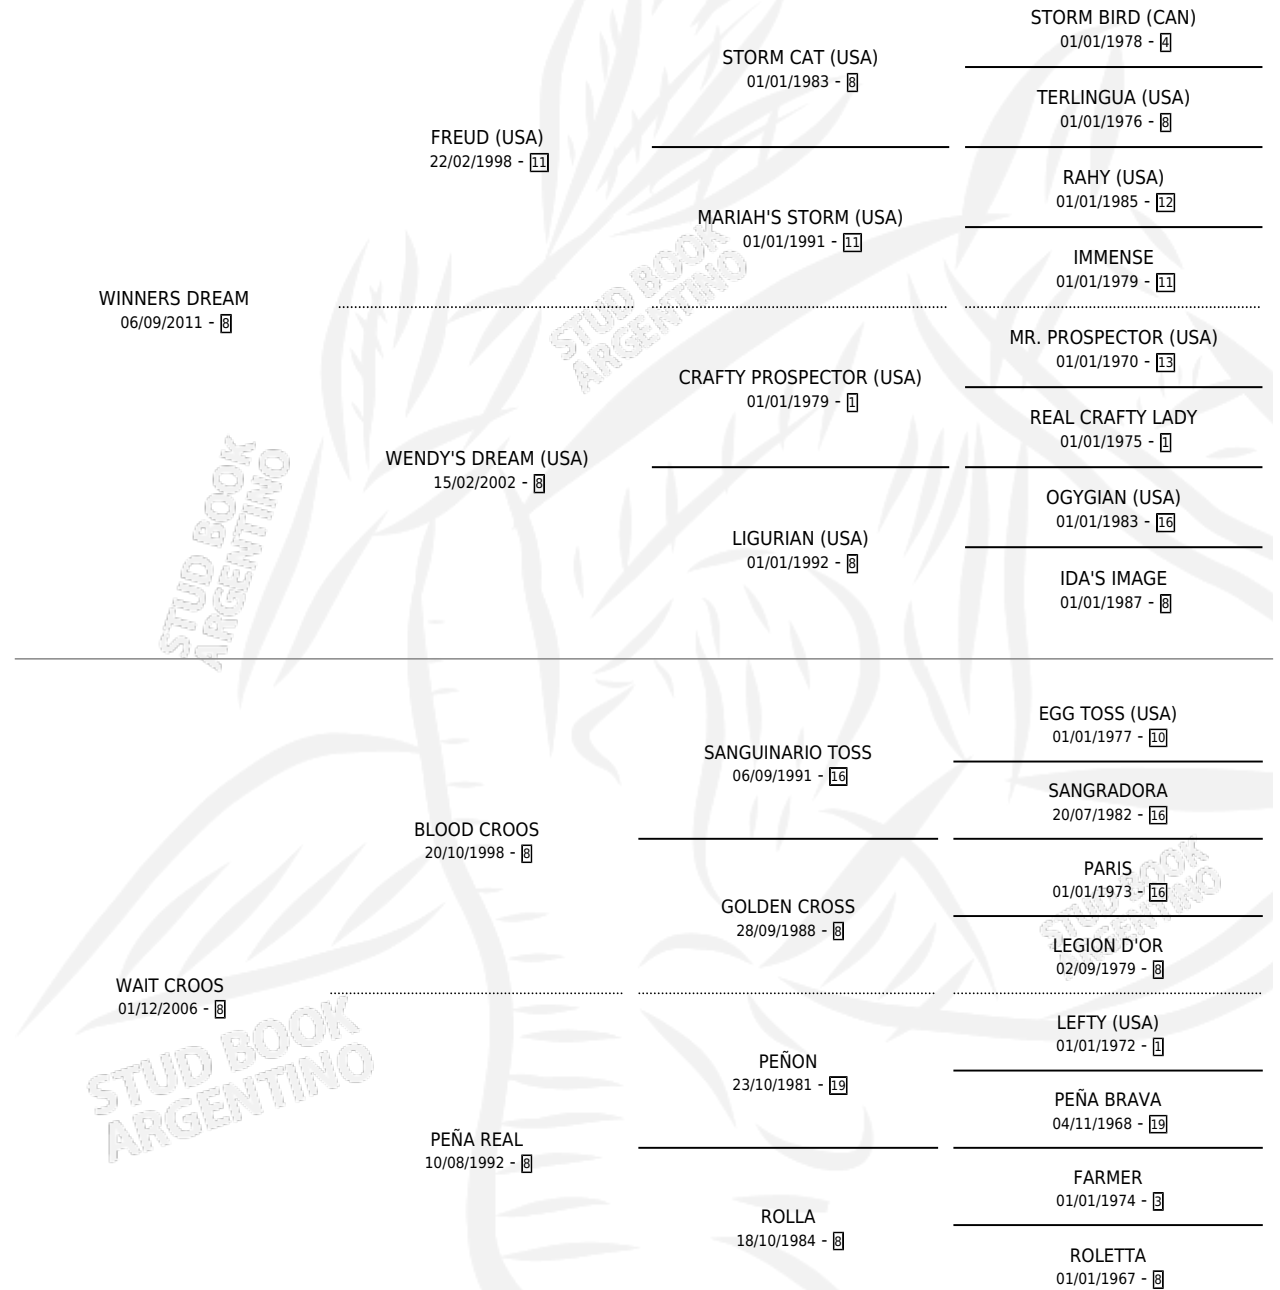 STORM BIRD (CAN)
01/01/1978 - 4
STORM CAT (USA)
01/01/1983 - 8
TERLINGUA (USA)
01/01/1976 - 8
FREUD (USA)
22/02/1998 - 11
RAHY (USA)
01/01/1985 - 12
MARIAH'S STORM (USA)
01/01/1991 - 11
IMMENSE
01/01/1979 - 11
WINNERS DREAM
06/09/2011 - 8
MR. PROSPECTOR (USA)
01/01/1970 - 13
CRAFTY PROSPECTOR (USA)
01/01/1979 - 1
REAL CRAFTY LADY
01/01/1975 - 1
WENDY'S DREAM (USA)
15/02/2002 - 8
OGYGIAN (USA)
01/01/1983 - 16
LIGURIAN (USA)
01/01/1992 - 8
IDA'S IMAGE
01/01/1987 - 8
EGG TOSS (USA)
01/01/1977 - 10
SANGUINARIO TOSS
06/09/1991 - 16
SANGRADORA
20/07/1982 - 16
BLOOD CROOS
20/10/1998 - 8
PARIS
01/01/1973 - 16
GOLDEN CROSS
28/09/1988 - 8
LEGION D'OR
02/09/1979 - 8
WAIT CROOS
01/12/2006 - 8
LEFTY (USA)
01/01/1972 - 1
PEÑON
23/10/1981 - 19
PEÑA BRAVA
04/11/1968 - 19
PEÑA REAL
10/08/1992 - 8
FARMER
01/01/1974 - 3
ROLLA
18/10/1984 - 8
ROLETTA
01/01/1967 - 8
STUD BOOK
ARGENTINO
STUD BOOK
ARGENTINO
STUD BOOK
ARGENTINO
STUD BOOK
ARGENTINO